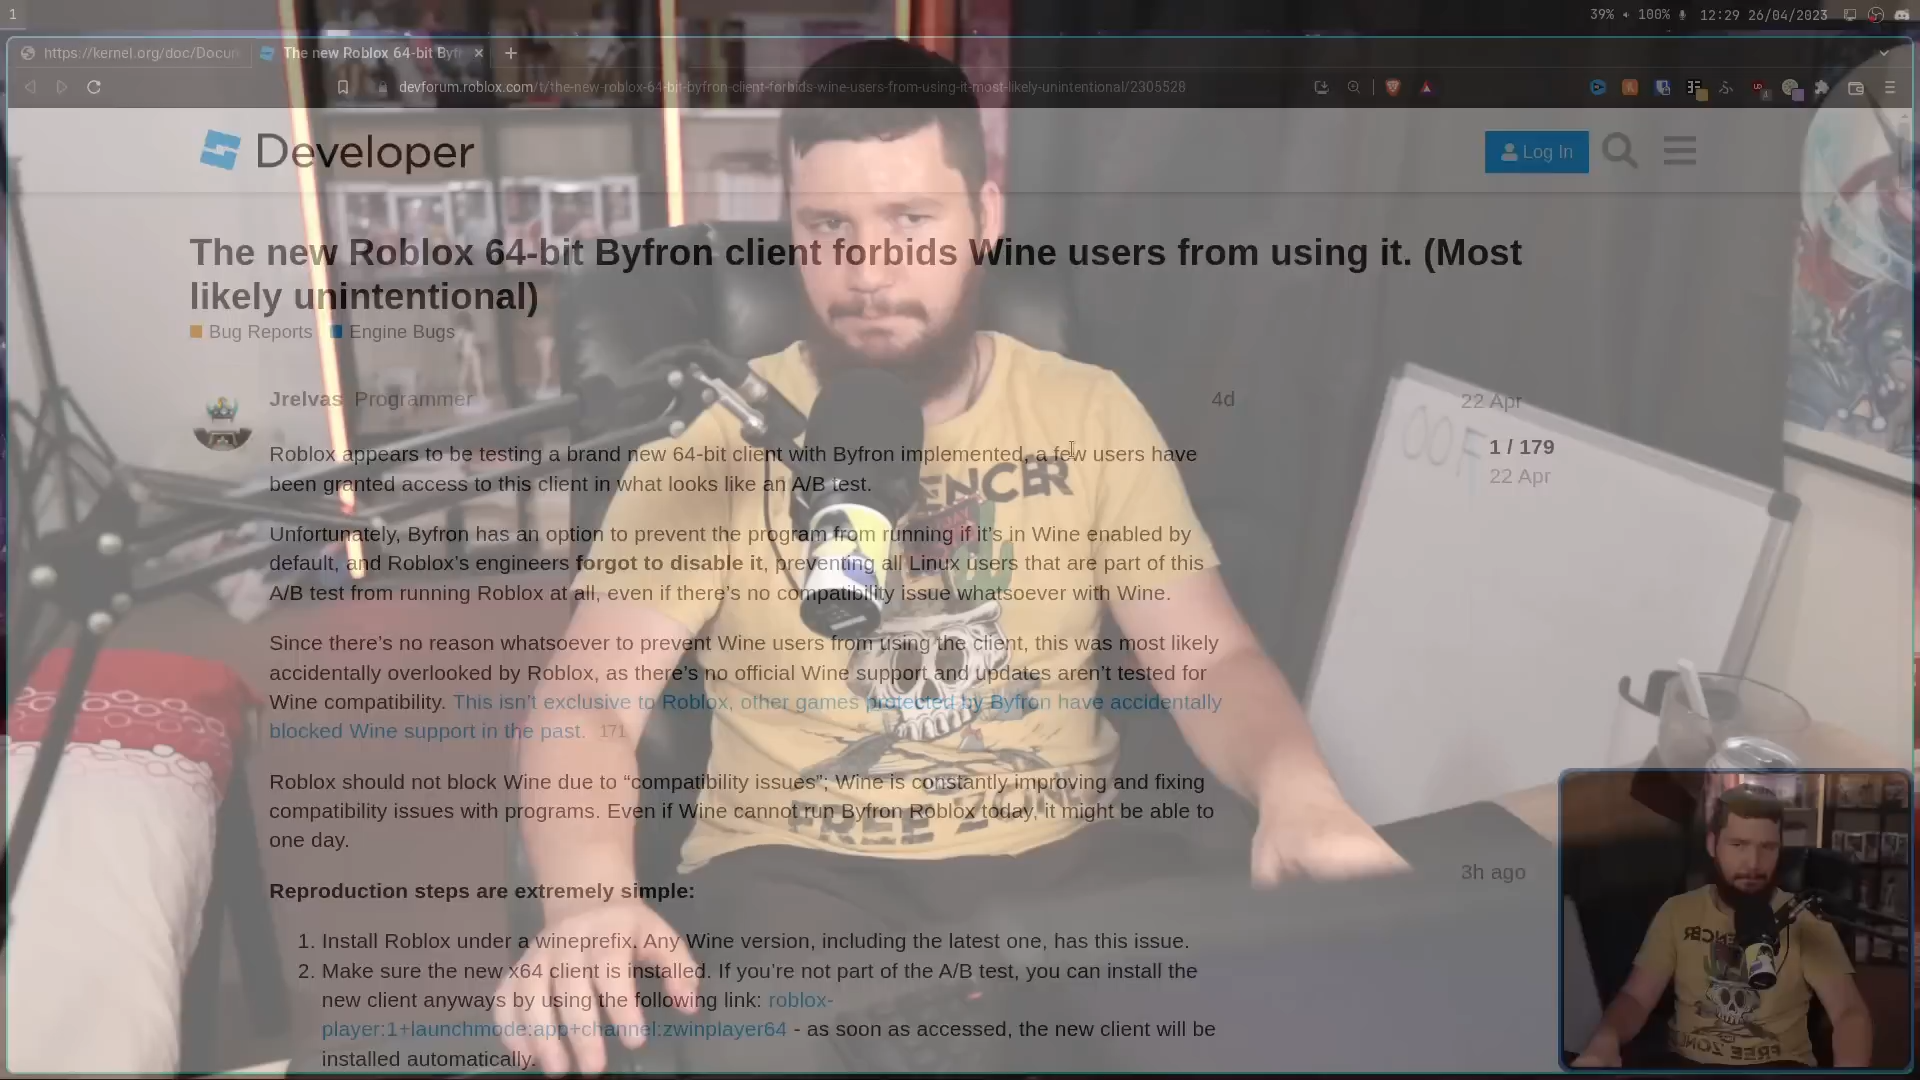 1
39% 100% 12:29 26/04/2023
https://kernel.org/doc/Docum
The new Roblox 64-bit Byfr
devforum.roblox.com/t/the-new-roblox-64-bit-byfron-client-forbids-wine-users-from-using-it-most-likely-unintentional/2305528
Developer
Log In
The new Roblox 64-bit Byfron client forbids Wine users from using it. (Most
likely unintentional)
Bug Reports Engine Bugs
Jrelvas Programmer 4d
22 Apr
OOF
1 / 179
22 Apr
Roblox appears to be testing a brand new 64-bit client with Byfron implemented, a few users have
been granted access to this client in what looks like an A/B test.
ENCER
Unfortunately, Byfron has an option to prevent the program from running if it’s in Wine enabled by
default, and Roblox’s engineers forgot to disable it, preventing all Linux users that are part of this
A/B test from running Roblox at all, even if there’s no compatibility issue whatsoever with Wine.
Since there’s no reason whatsoever to prevent Wine users from using the client, this was most likely
accidentally overlooked by Roblox, as there’s no official Wine support and updates aren’t tested for
Wine compatibility. This isn’t exclusive to Roblox, other games protected by Byfron have accidentally
blocked Wine support in the past. 171
Roblox should not block Wine due to “compatibility issues”; Wine is constantly improving and fixing
compatibility issues with programs. Even if Wine cannot run Byfron Roblox today, it might be able to
one day.
FREE ZONE
3h ago
Reproduction steps are extremely simple:
1. Install Roblox under a wineprefix. Any Wine version, including the latest one, has this issue.
2. Make sure the new x64 client is installed. If you’re not part of the A/B test, you can install the
new client anyways by using the following link: roblox-
player:1+launchmode:app+channel:zwinplayer64 - as soon as accessed, the new client will be
installed automatically.